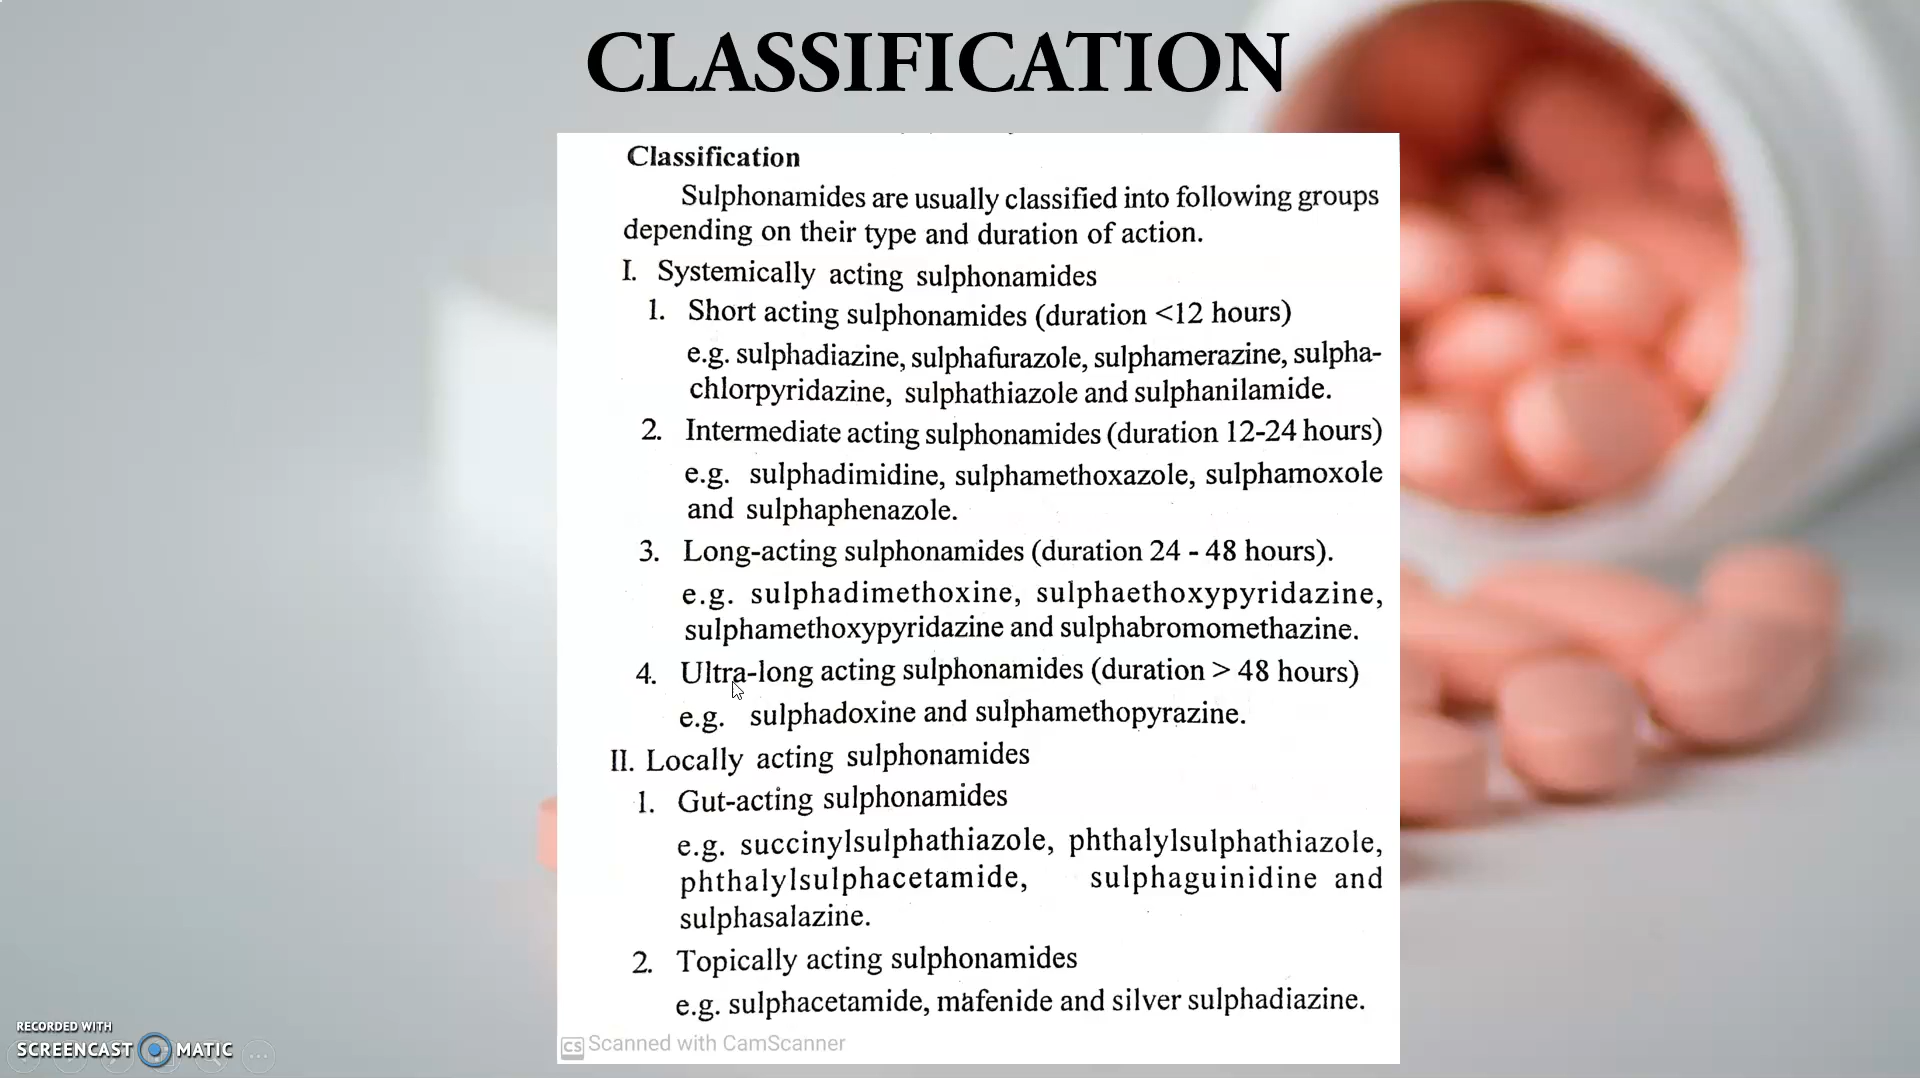 CLASSIFICATION
Classification
Sulphonamides are usually classified into following groups
depending on their type and duration of action.
I. Systemically acting sulphonamides
1. Short acting sulphonamides (duration <12 hours)
e.g. sulphadiazine, sulphafurazole, sulphamerazine, sulpha-
chlorpyridazine, sulphathiazole and sulphanilamide.
2. Intermediate acting sulphonamides (duration 12-24 hours)
e.g. sulphadimidine, sulphamethoxazole, sulphamoxole
and sulphaphenazole.
3. Long-acting sulphonamides (duration 24 - 48 hours).
e.g. sulphadimethoxine, sulphaethoxypyridazine,
sulphamethoxypyridazine and sulphabromomethazine.
4. Ultra-long acting sulphonamides (duration > 48 hours)
e.g. sulphadoxine and sulphamethopyrazine.
II. Locally acting sulphonamides
1. Gut-acting sulphonamides
e.g. succinylsulphathiazole, phthalylsulphathiazole,
phthalylsulphacetamide, sulphaguinidine and
sulphasalazine.
2. Topically acting sulphonamides
e.g. sulphacetamide, mafenide and silver sulphadiazine.
CS Scanned with CamScanner
RECORDED WITH
SCREENCAST MATIC